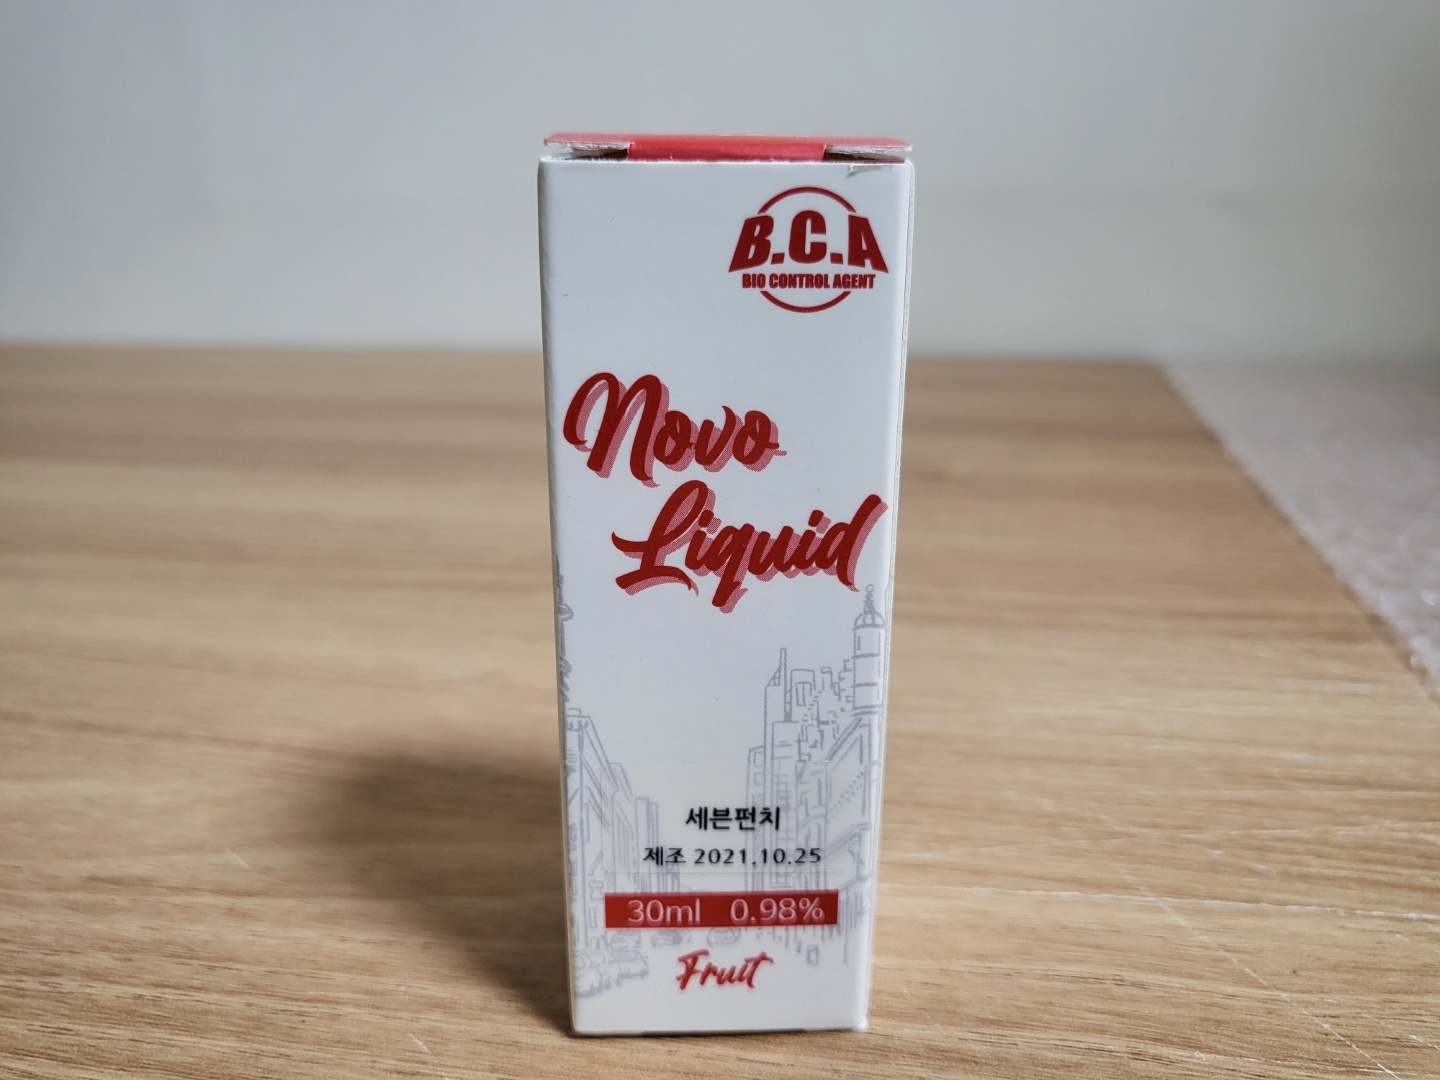 B.C.A
BIO CONTROL AGENT
Novo
Liquid
세븐펀치
제조 2021.10.25
30ml 0.98%
Fruit